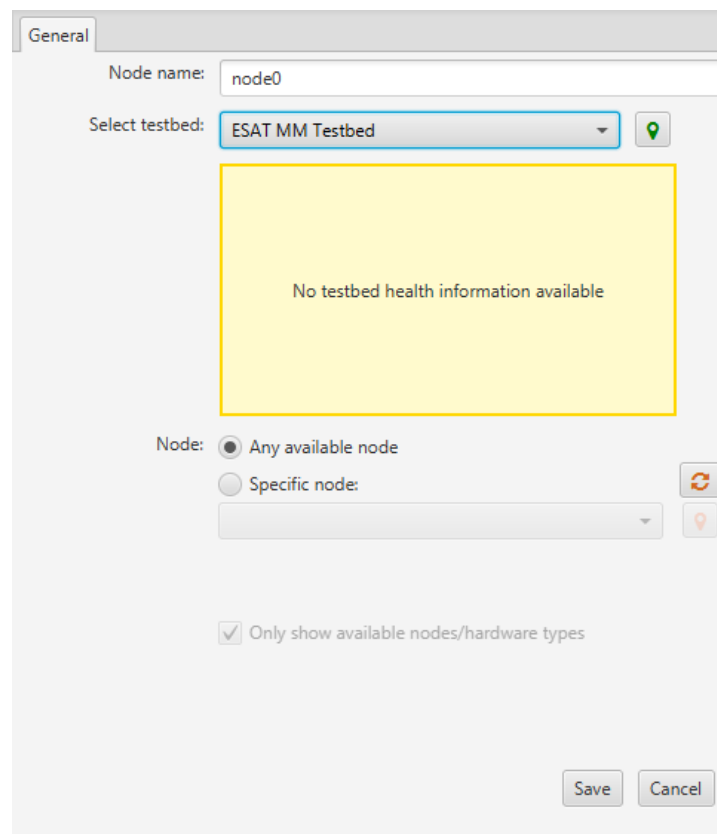 General
Node name: node0
Select testbed: ESAT MM Testbed
No testbed health information available
Node: Any available node
Specific node:
Only show available nodes/hardware types
Save Cancel